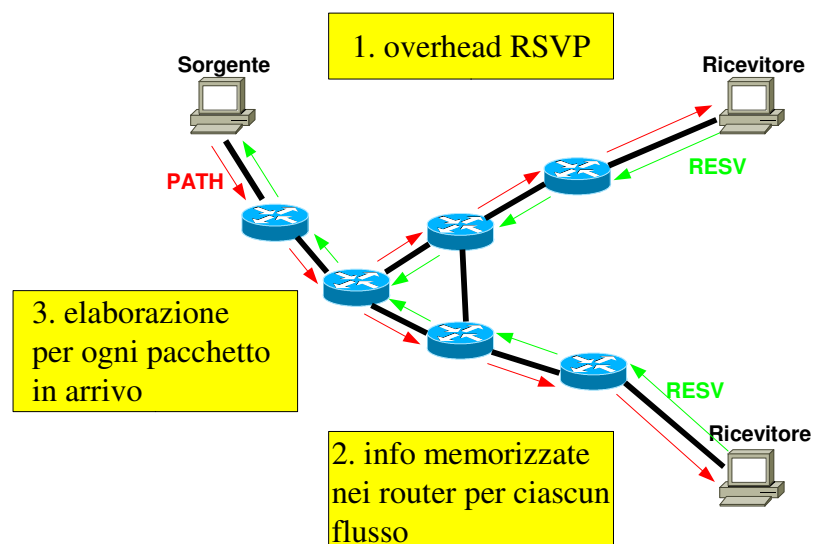 1. overhead RSVP
Sorgente
Ricevitore
PATH
RESV
3. elaborazione
per ogni pacchetto
in arrivo
RESV
Ricevitore
2. info memorizzate
nei router per ciascun
flusso